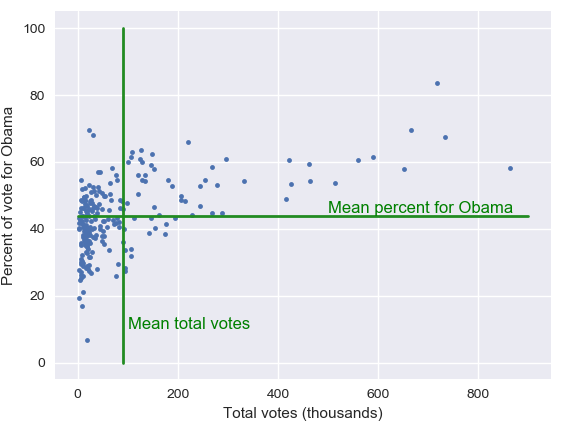 100
80
60
40
20
0
Percent of vote for Obama
Mean percent for Obama
Mean total votes
0 200 400 600 800
Total votes (thousands)